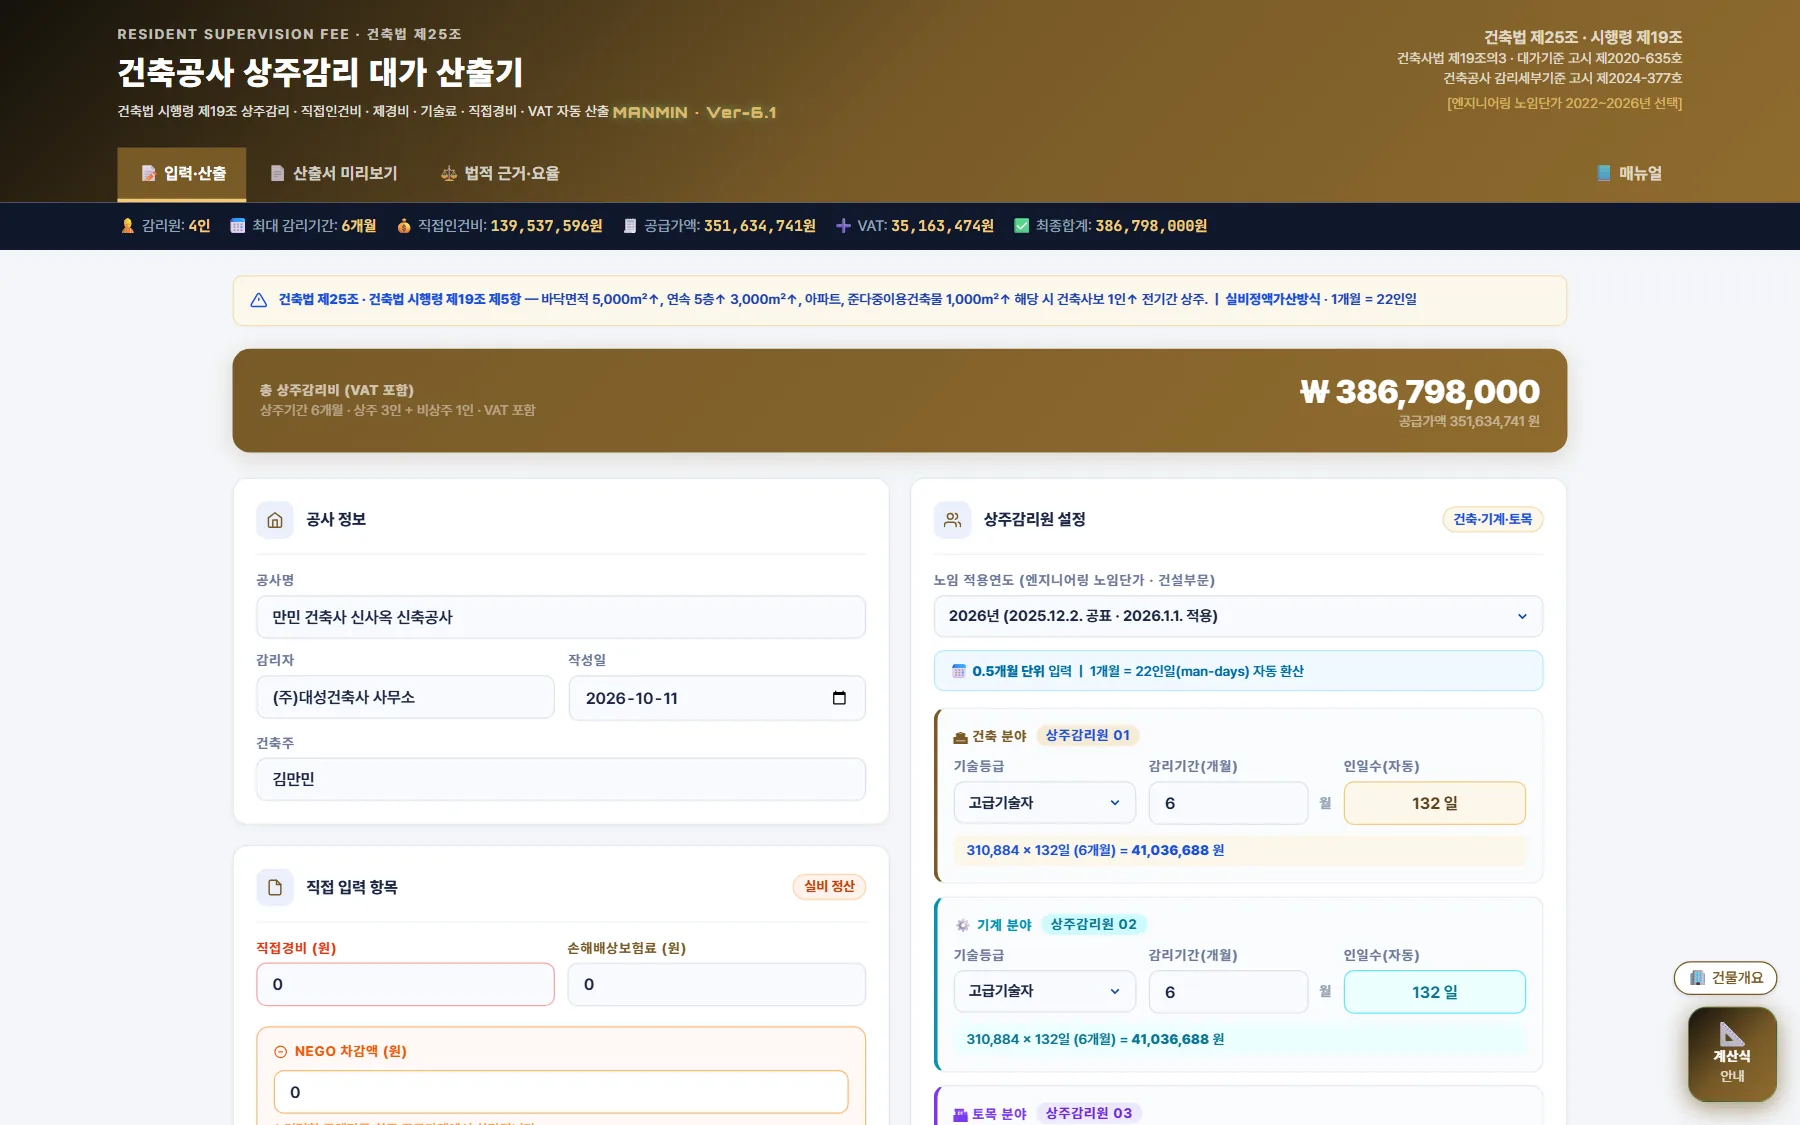 RESIDENT SUPERVISION FEE · 건축법 제25조
건축공사 상주감리 대가 산출기
건축법 시행령 제19조 상주감리 · 직접인건비 · 제경비 · 기술료 · 직접경비 · VAT 자동 산출 MANMIN · Ver-6.1
건축법 제25조 · 시행령 제19조
건축사법 제19조의3 · 대가기준 고시 제2020-635호
건축공사 감리세부기준 고시 제2024-377호
[엔지니어링 노임단가 2022~2026년 선택]
입력·산출
산출서 미리보기
법적 근거·요율
매뉴얼
감리원: 4인
최대 감리기간: 6개월
직접인건비: 139,537,596원
공급가액: 351,634,741원
VAT: 35,163,474원
최종합계: 386,798,000원
건축법 제25조 · 건축법 시행령 제19조 제5항 — 바닥면적 5,000m²↑, 연속 5층↑ 3,000m²↑, 아파트, 준다중이용건축물 1,000m²↑ 해당 시 건축사보 1인↑ 전기간 상주. | 실비정액가산방식 · 1개월 = 22인일
총 상주감리비 (VAT 포함)
상주기간 6개월 · 상주 3인 + 비상주 1인 · VAT 포함
₩ 386,798,000
공급가액 351,634,741 원
공사 정보
공사명
만민 건축사 신사옥 신축공사
감리자
작성일
(주)대성건축사 사무소
2026-10-11
건축주
김만민
직접 입력 항목
실비 정산
직접경비 (원)
손해배상보험료 (원)
0
0
NEGO 차감액 (원)
0
상주감리원 설정
건축·기계·토목
노임 적용연도 (엔지니어링 노임단가 · 건설부문)
2026년 (2025.12.2. 공표 · 2026.1.1. 적용)
0.5개월 단위 입력 | 1개월 = 22인일(man-days) 자동 환산
건축 분야
상주감리원 01
기술등급
감리기간(개월)
인일수(자동)
고급기술자
6
월
132 일
310,884 × 132일 (6개월) = 41,036,688 원
기계 분야
상주감리원 02
기술등급
감리기간(개월)
인일수(자동)
고급기술자
6
월
132 일
310,884 × 132일 (6개월) = 41,036,688 원
토목 분야
상주감리원 03
건물개요
계산식
안내